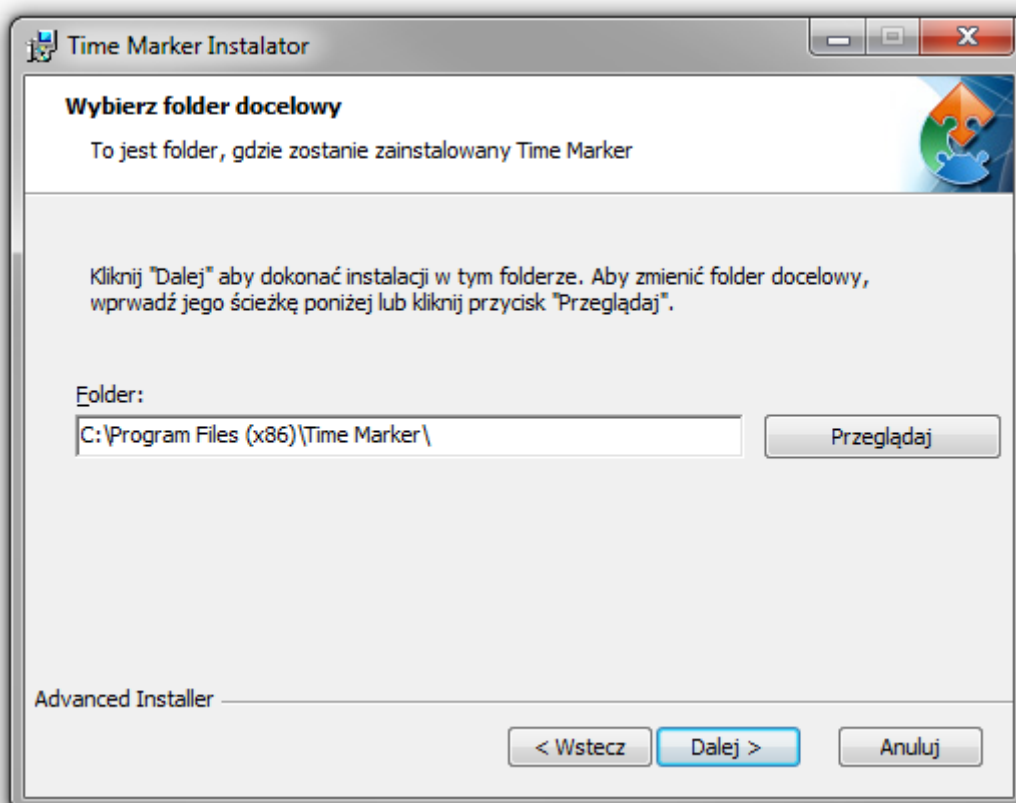 Time Marker Instalator
Wybierz folder docelowy
To jest folder, gdzie zostanie zainstalowany Time Marker
Kliknij "Dalej" aby dokonać instalacji w tym folderze. Aby zmienić folder docelowy,
wprwadź jego ścieżkę poniżej lub kliknij przycisk "Przeglądaj".
Folder:
C:\Program Files (x86)\Time Marker\
Przeglądaj
Advanced Installer
< Wstecz
Dalej >
Anuluj